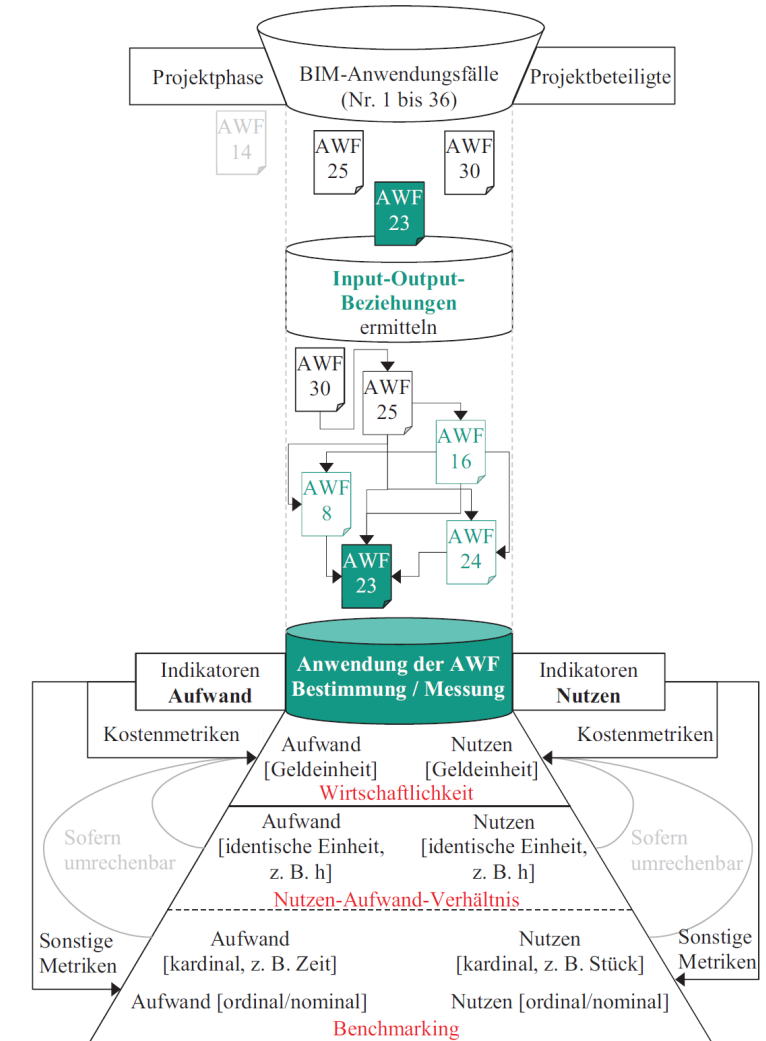 Projektphase
BIM-Anwendungsfälle
(Nr. 1 bis 36)
Projektbeteiligte
AWF
14
AWF
25
AWF
30
AWF
23
Input-Output-
Beziehungen
ermitteln
AWF
30
AWF
25
AWF
16
AWF
8
AWF
24
AWF
23
Indikatoren
Aufwand
Anwendung der AWF
Bestimmung / Messung
Indikatoren
Nutzen
Kostenmetriken
Kostenmetriken
Aufwand
[Geldeinheit]
Nutzen
[Geldeinheit]
Wirtschaftlichkeit
Sofern
umrechenbar
Aufwand
[identische Einheit,
z. B. h]
Nutzen
[identische Einheit,
z. B. h]
Sofern
umrechenbar
Nutzen-Aufwand-Verhältnis
Sonstige
Metriken
Aufwand
[kardinal, z. B. Zeit]
Nutzen
[kardinal, z. B. Stück]
Sonstige
Metriken
Aufwand [ordinal/nominal]
Nutzen [ordinal/nominal]
Benchmarking